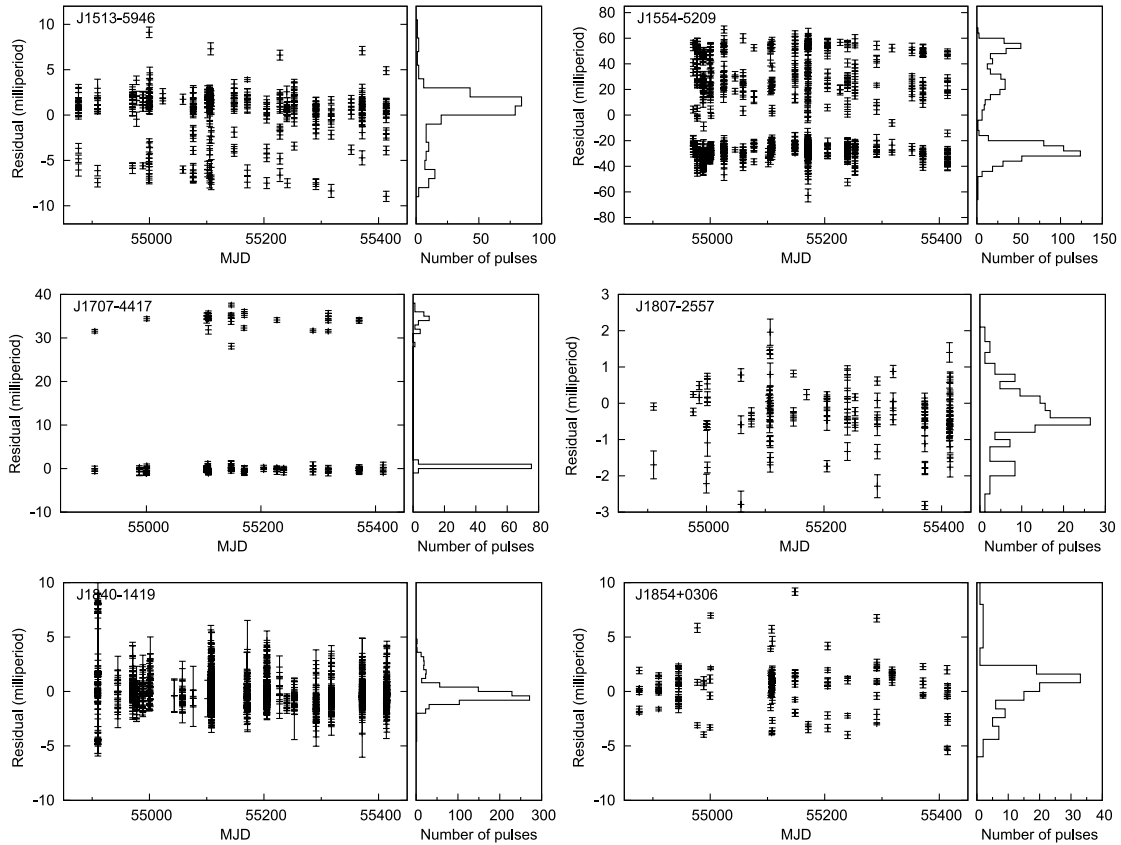 J1513-5946
Residual (milliperiod)
10
5
0
-5
-10
55000 55200 55400
MJD
0 50 100
Number of pulses
J1554-5209
Residual (milliperiod)
80
60
40
20
0
-20
-40
-60
-80
55000 55200 55400
MJD
0 50 100 150
Number of pulses
J1707-4417
Residual (milliperiod)
40
30
20
10
0
-10
55000 55200 55400
MJD
0 20 40 60 80
Number of pulses
J1807-2557
Residual (milliperiod)
3
2
1
0
-1
-2
-3
55000 55200 55400
MJD
0 10 20 30
Number of pulses
J1840-1419
Residual (milliperiod)
10
5
0
-5
-10
55000 55200 55400
MJD
0 100 200 300
Number of pulses
J1854+0306
Residual (milliperiod)
10
5
0
-5
-10
55000 55200 55400
MJD
0 10 20 30 40
Number of pulses